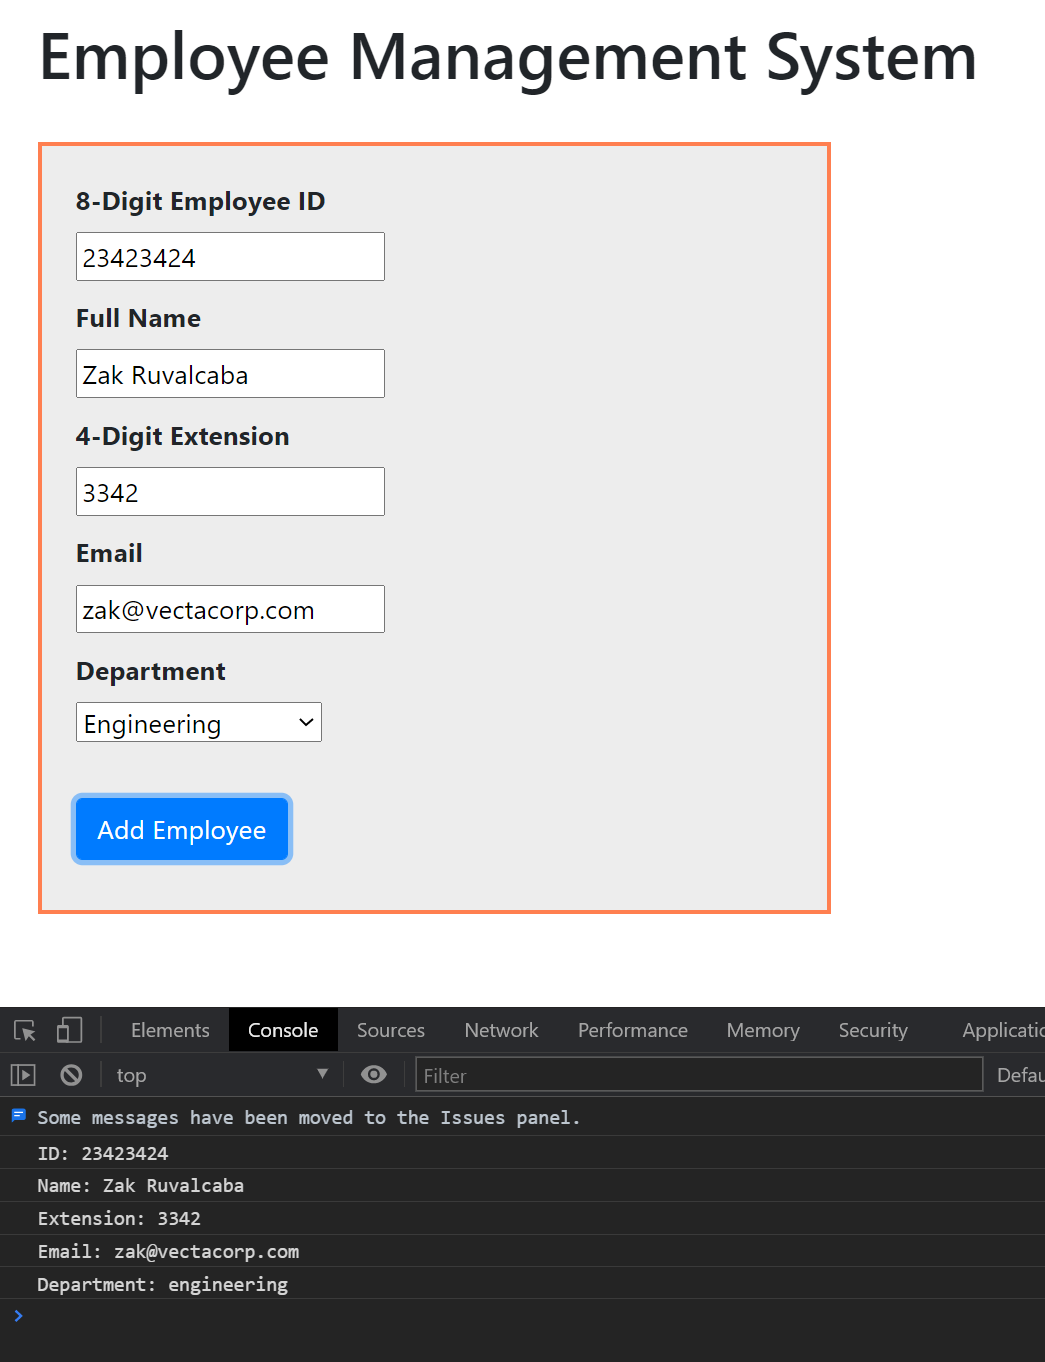 Employee Management System
8-Digit Employee ID
23423424
Full Name
Zak Ruvalcaba
4-Digit Extension
3342
Email
zak@vectacorp.com
Department
Engineering
Add Employee
Elements Console Sources Network Performance Memory Security Applicatio
top Filter Defau
Some messages have been moved to the Issues panel.
ID: 23423424
Name: Zak Ruvalcaba
Extension: 3342
Email: zak@vectacorp.com
Department: engineering